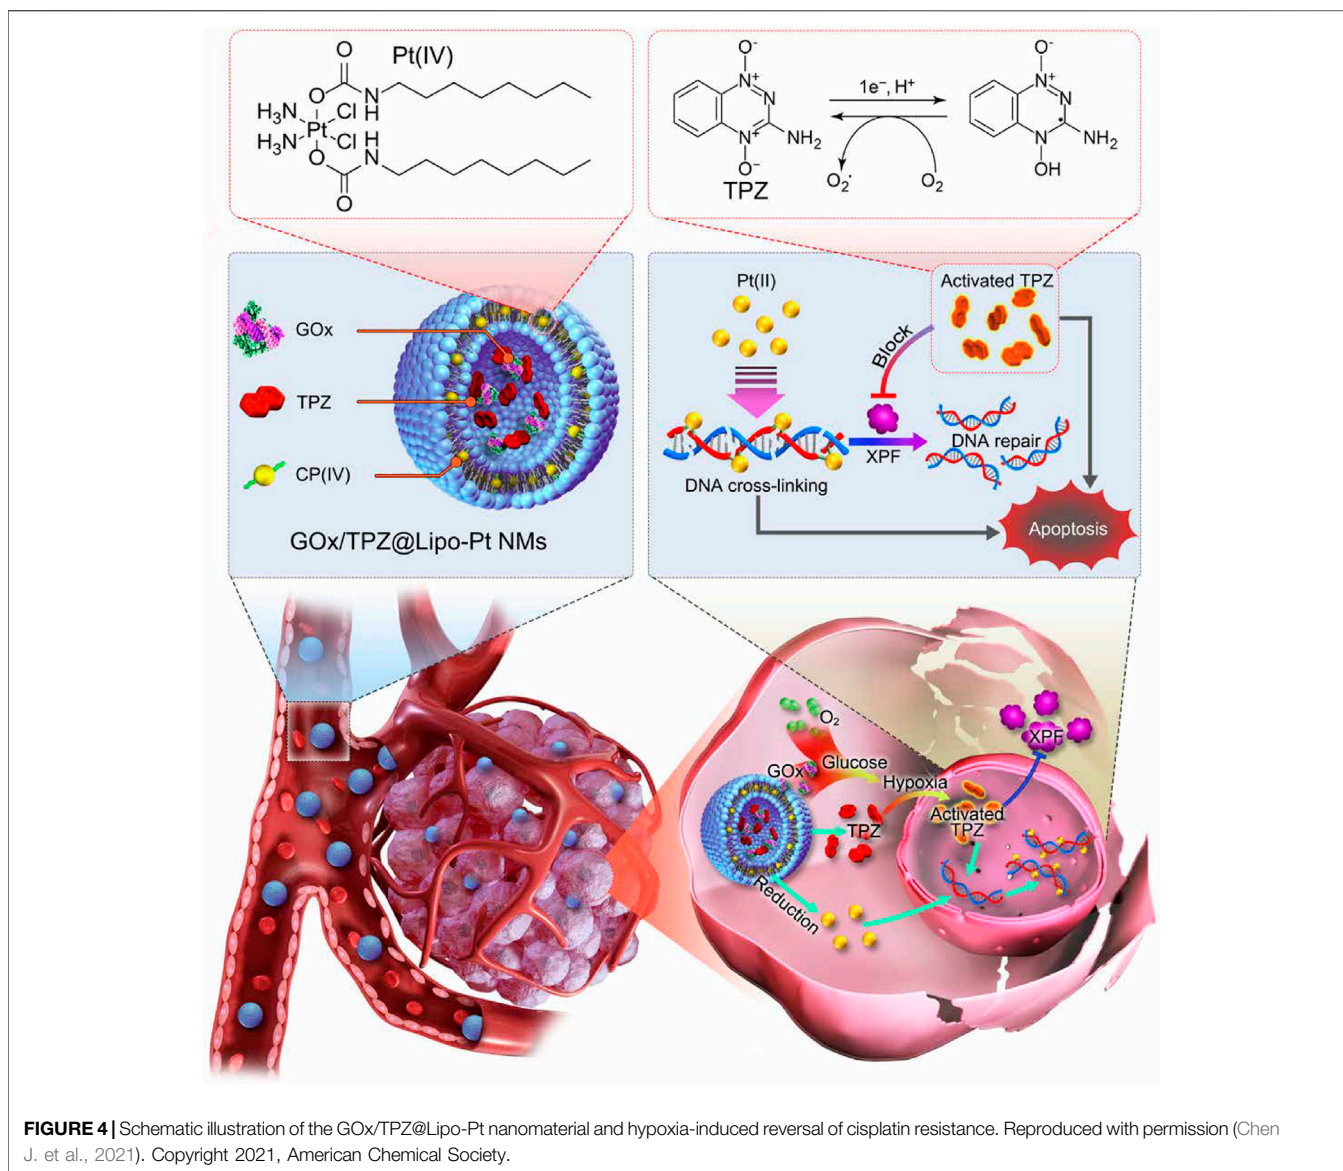 Pt(IV)
O
O
N
H
H₃N
Cl
Pt
H₃N
Cl
H
O
N
O
O⁻
N⁺
N
N⁺
NH₂
O⁻
TPZ
1e⁻, H⁺
O₂˙
O₂
O⁻
N⁺
N
N
NH₂
OH
GOx
TPZ
CP(IV)
GOx/TPZ@Lipo-Pt NMs
Pt(II)
Activated TPZ
Block
XPF
DNA repair
DNA cross-linking
Apoptosis
O₂
GOx
Glucose
Hypoxia
TPZ
Activated
TPZ
XPF
Reduction
FIGURE 4 | Schematic illustration of the GOx/TPZ@Lipo-Pt nanomaterial and hypoxia-induced reversal of cisplatin resistance. Reproduced with permission (Chen
J. et al., 2021). Copyright 2021, American Chemical Society.